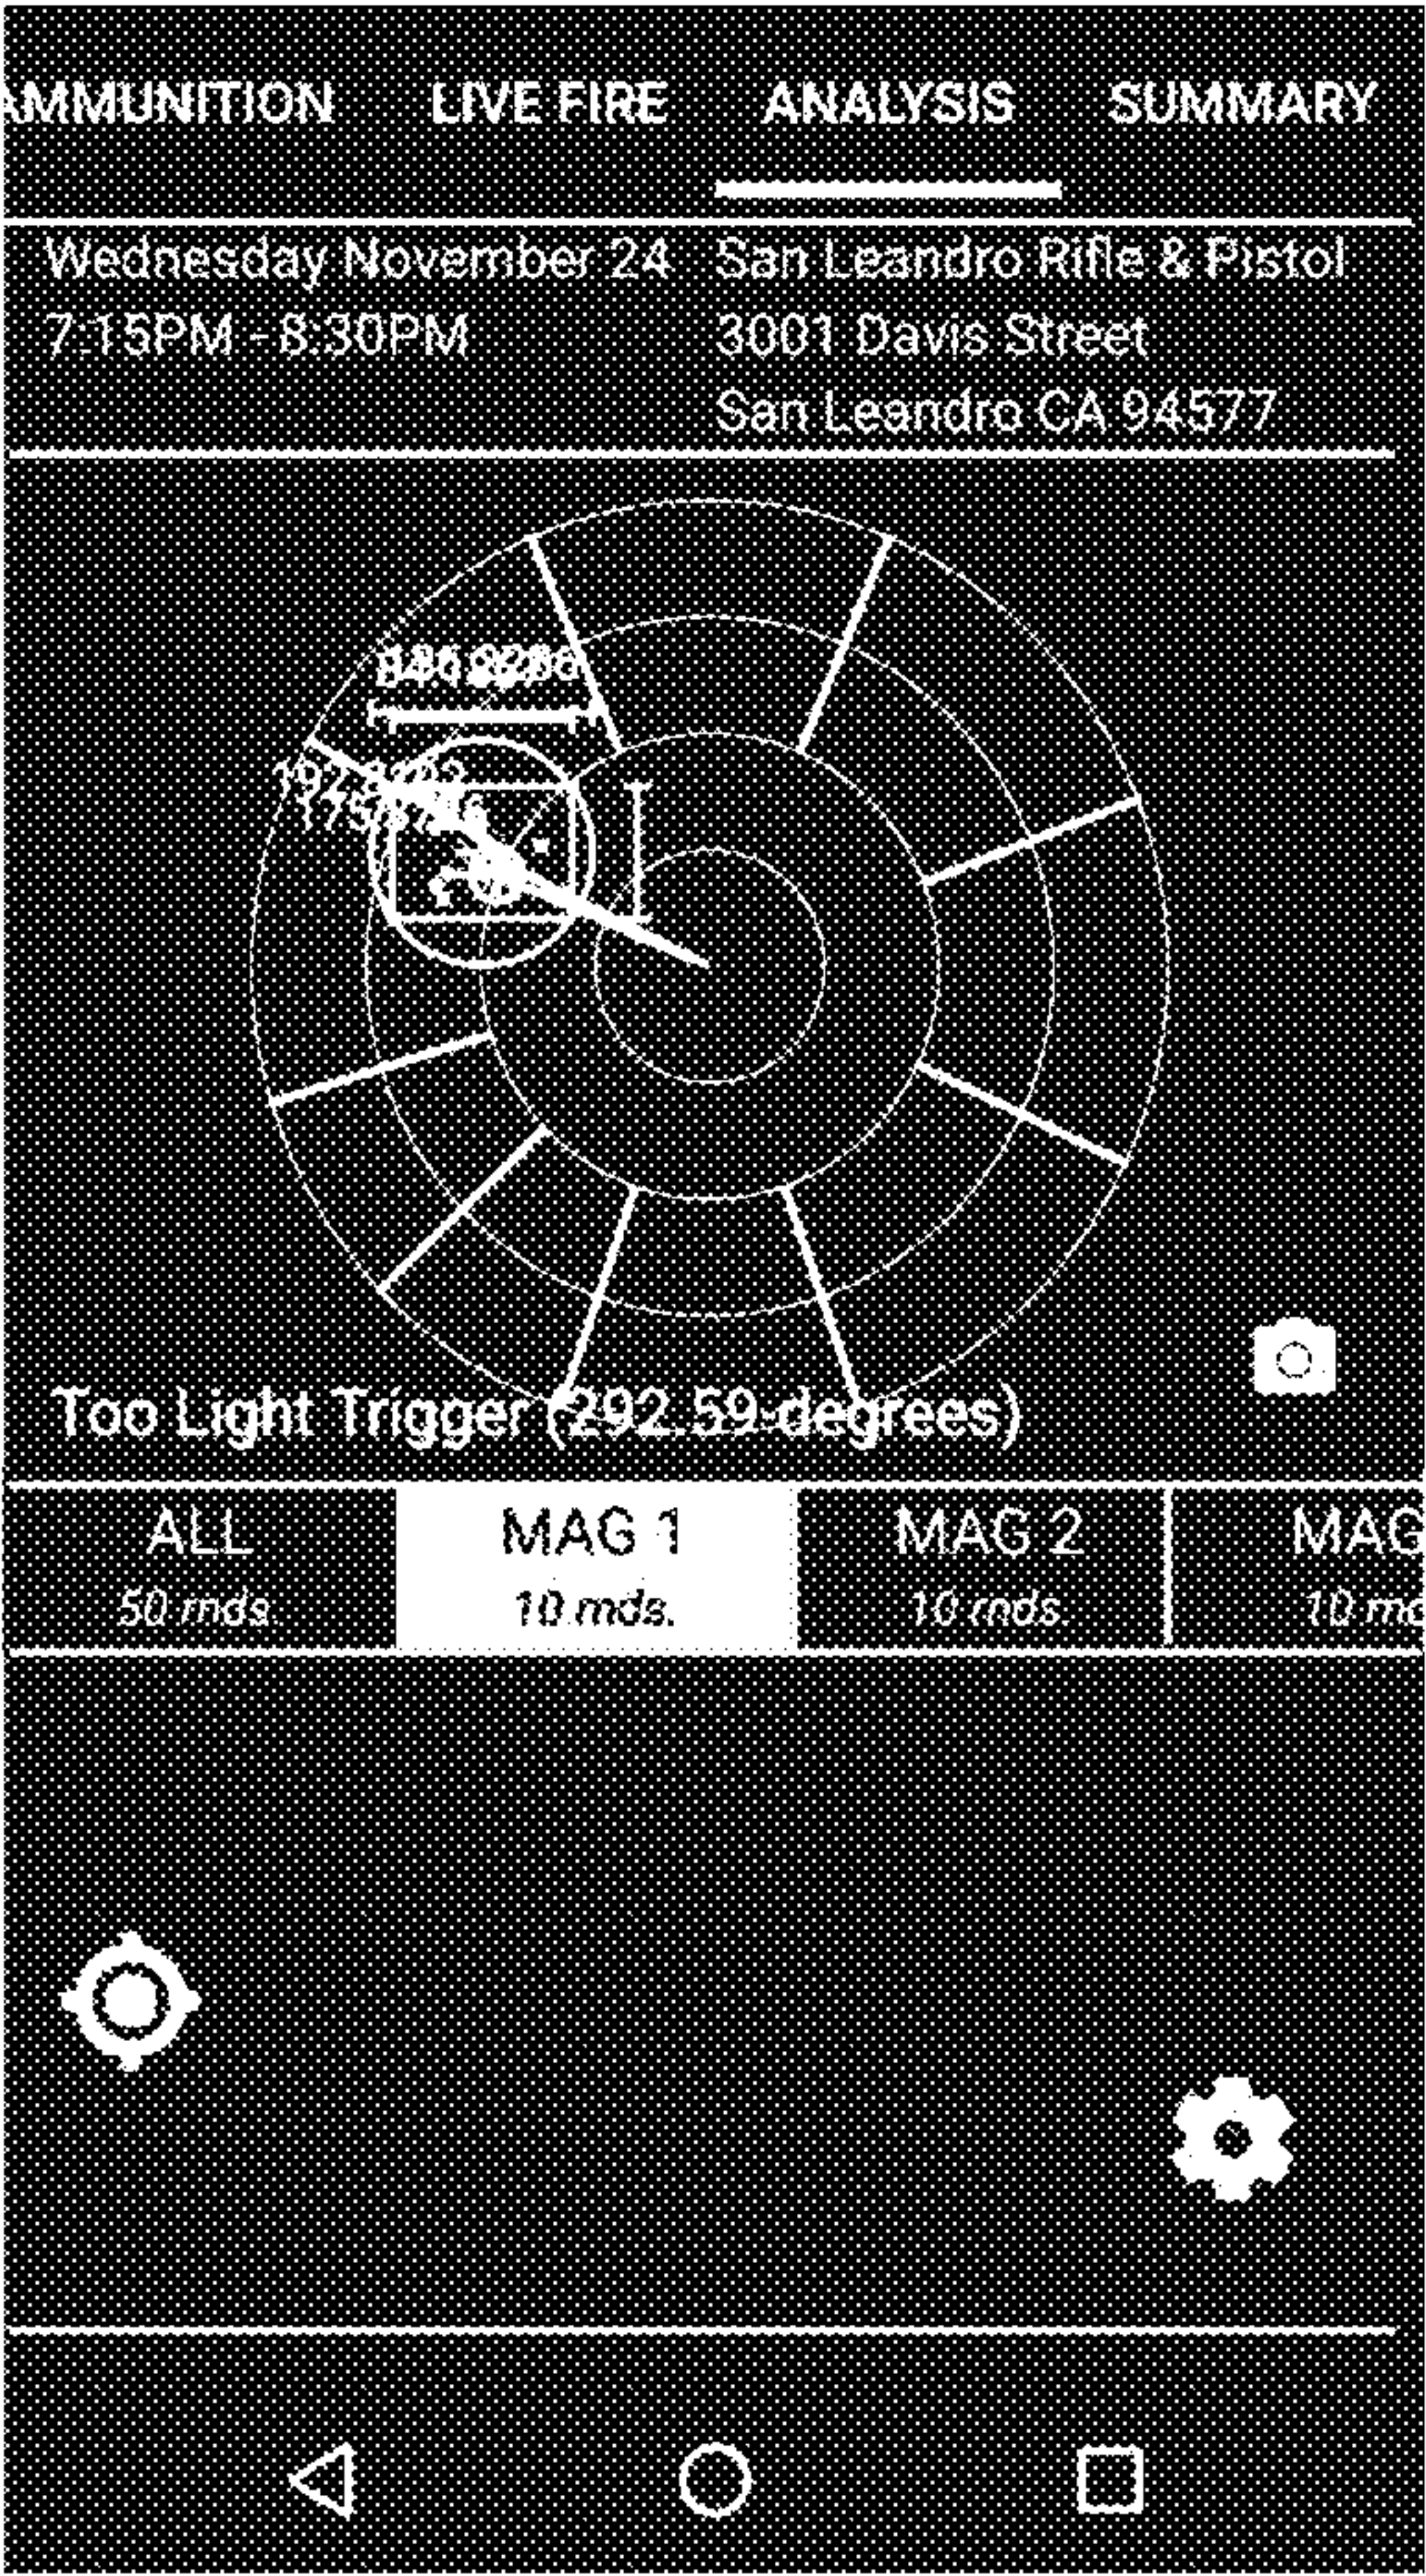 AMMUNITION LIVE FIRE ANALYSIS SUMMARY
Wednesday November 24 San Leandro Rifle & Pistol
7:15PM - 8:30PM 3001 Davis Street
San Leandro CA 94577
Too Light Trigger (292.59 degrees)
ALL MAG 1 MAG 2 MAG
50 rnds. 10 rnds. 10 rnds. 10